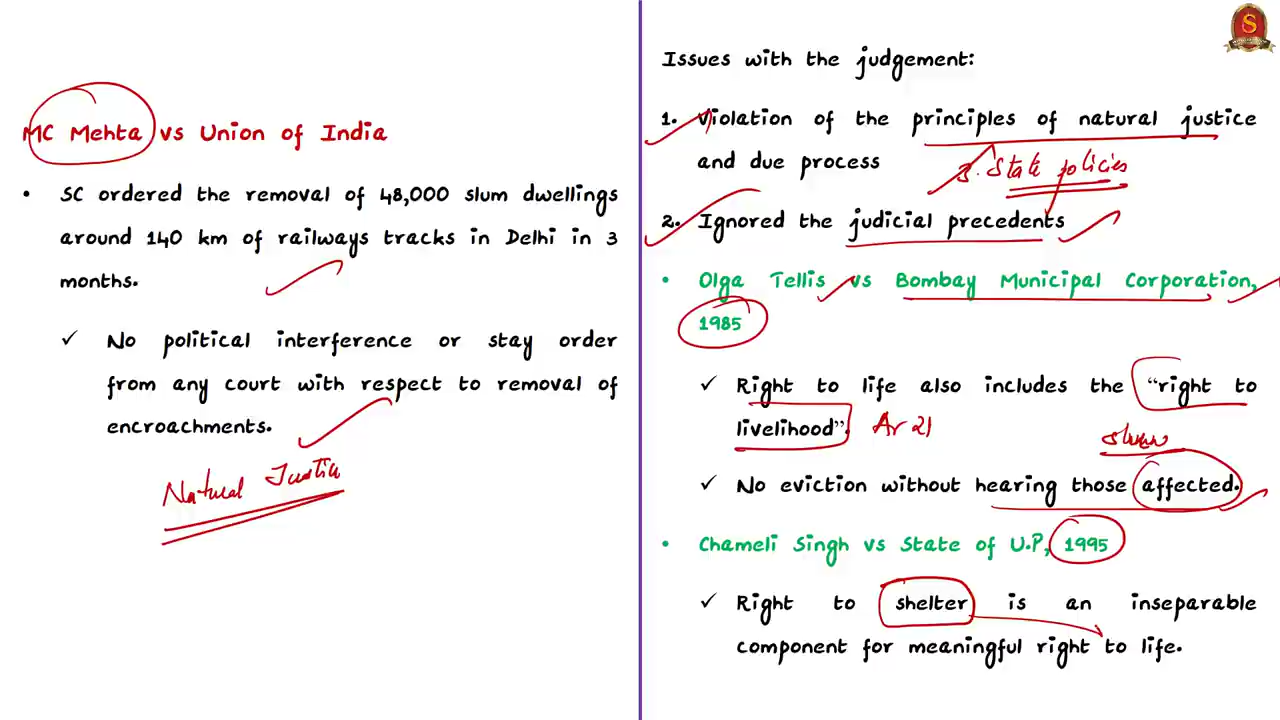 MC Mehta vs Union of India
• SC ordered the removal of 48,000 slum dwellings
around 140 km of railways tracks in Delhi in 3
months.
✓ No political interference or stay order
from any court with respect to removal of
encroachments.
Natural Justice
S
Issues with the judgement:
1. Violation of the principles of natural justice
and due process
3. State policies
2. Ignored the judicial precedents
• Olga Tellis vs Bombay Municipal Corporation,
1985
✓ Right to life also includes the "right to
livelihood". Ar 21
slum
✓ No eviction without hearing those affected.
• Chameli Singh vs State of U.P, 1995
✓ Right to shelter is an inseparable
component for meaningful right to life.